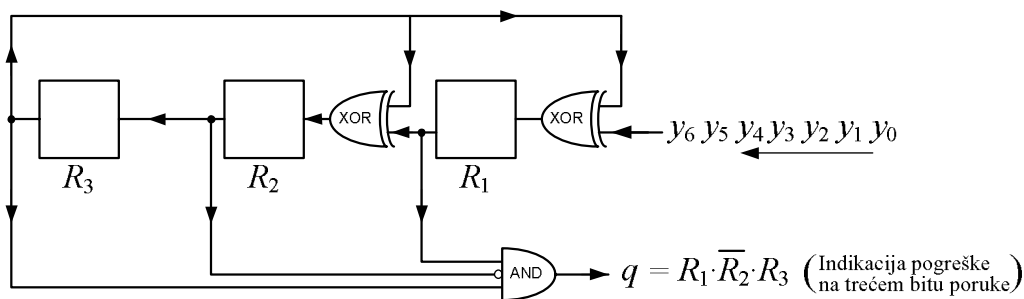 XOR
XOR
y₆ y₅ y₄ y₃ y₂ y₁ y₀
R₃
R₂
R₁
AND
q = R₁·R̅₂·R₃ (Indikacija pogreške
na trećem bitu poruke)